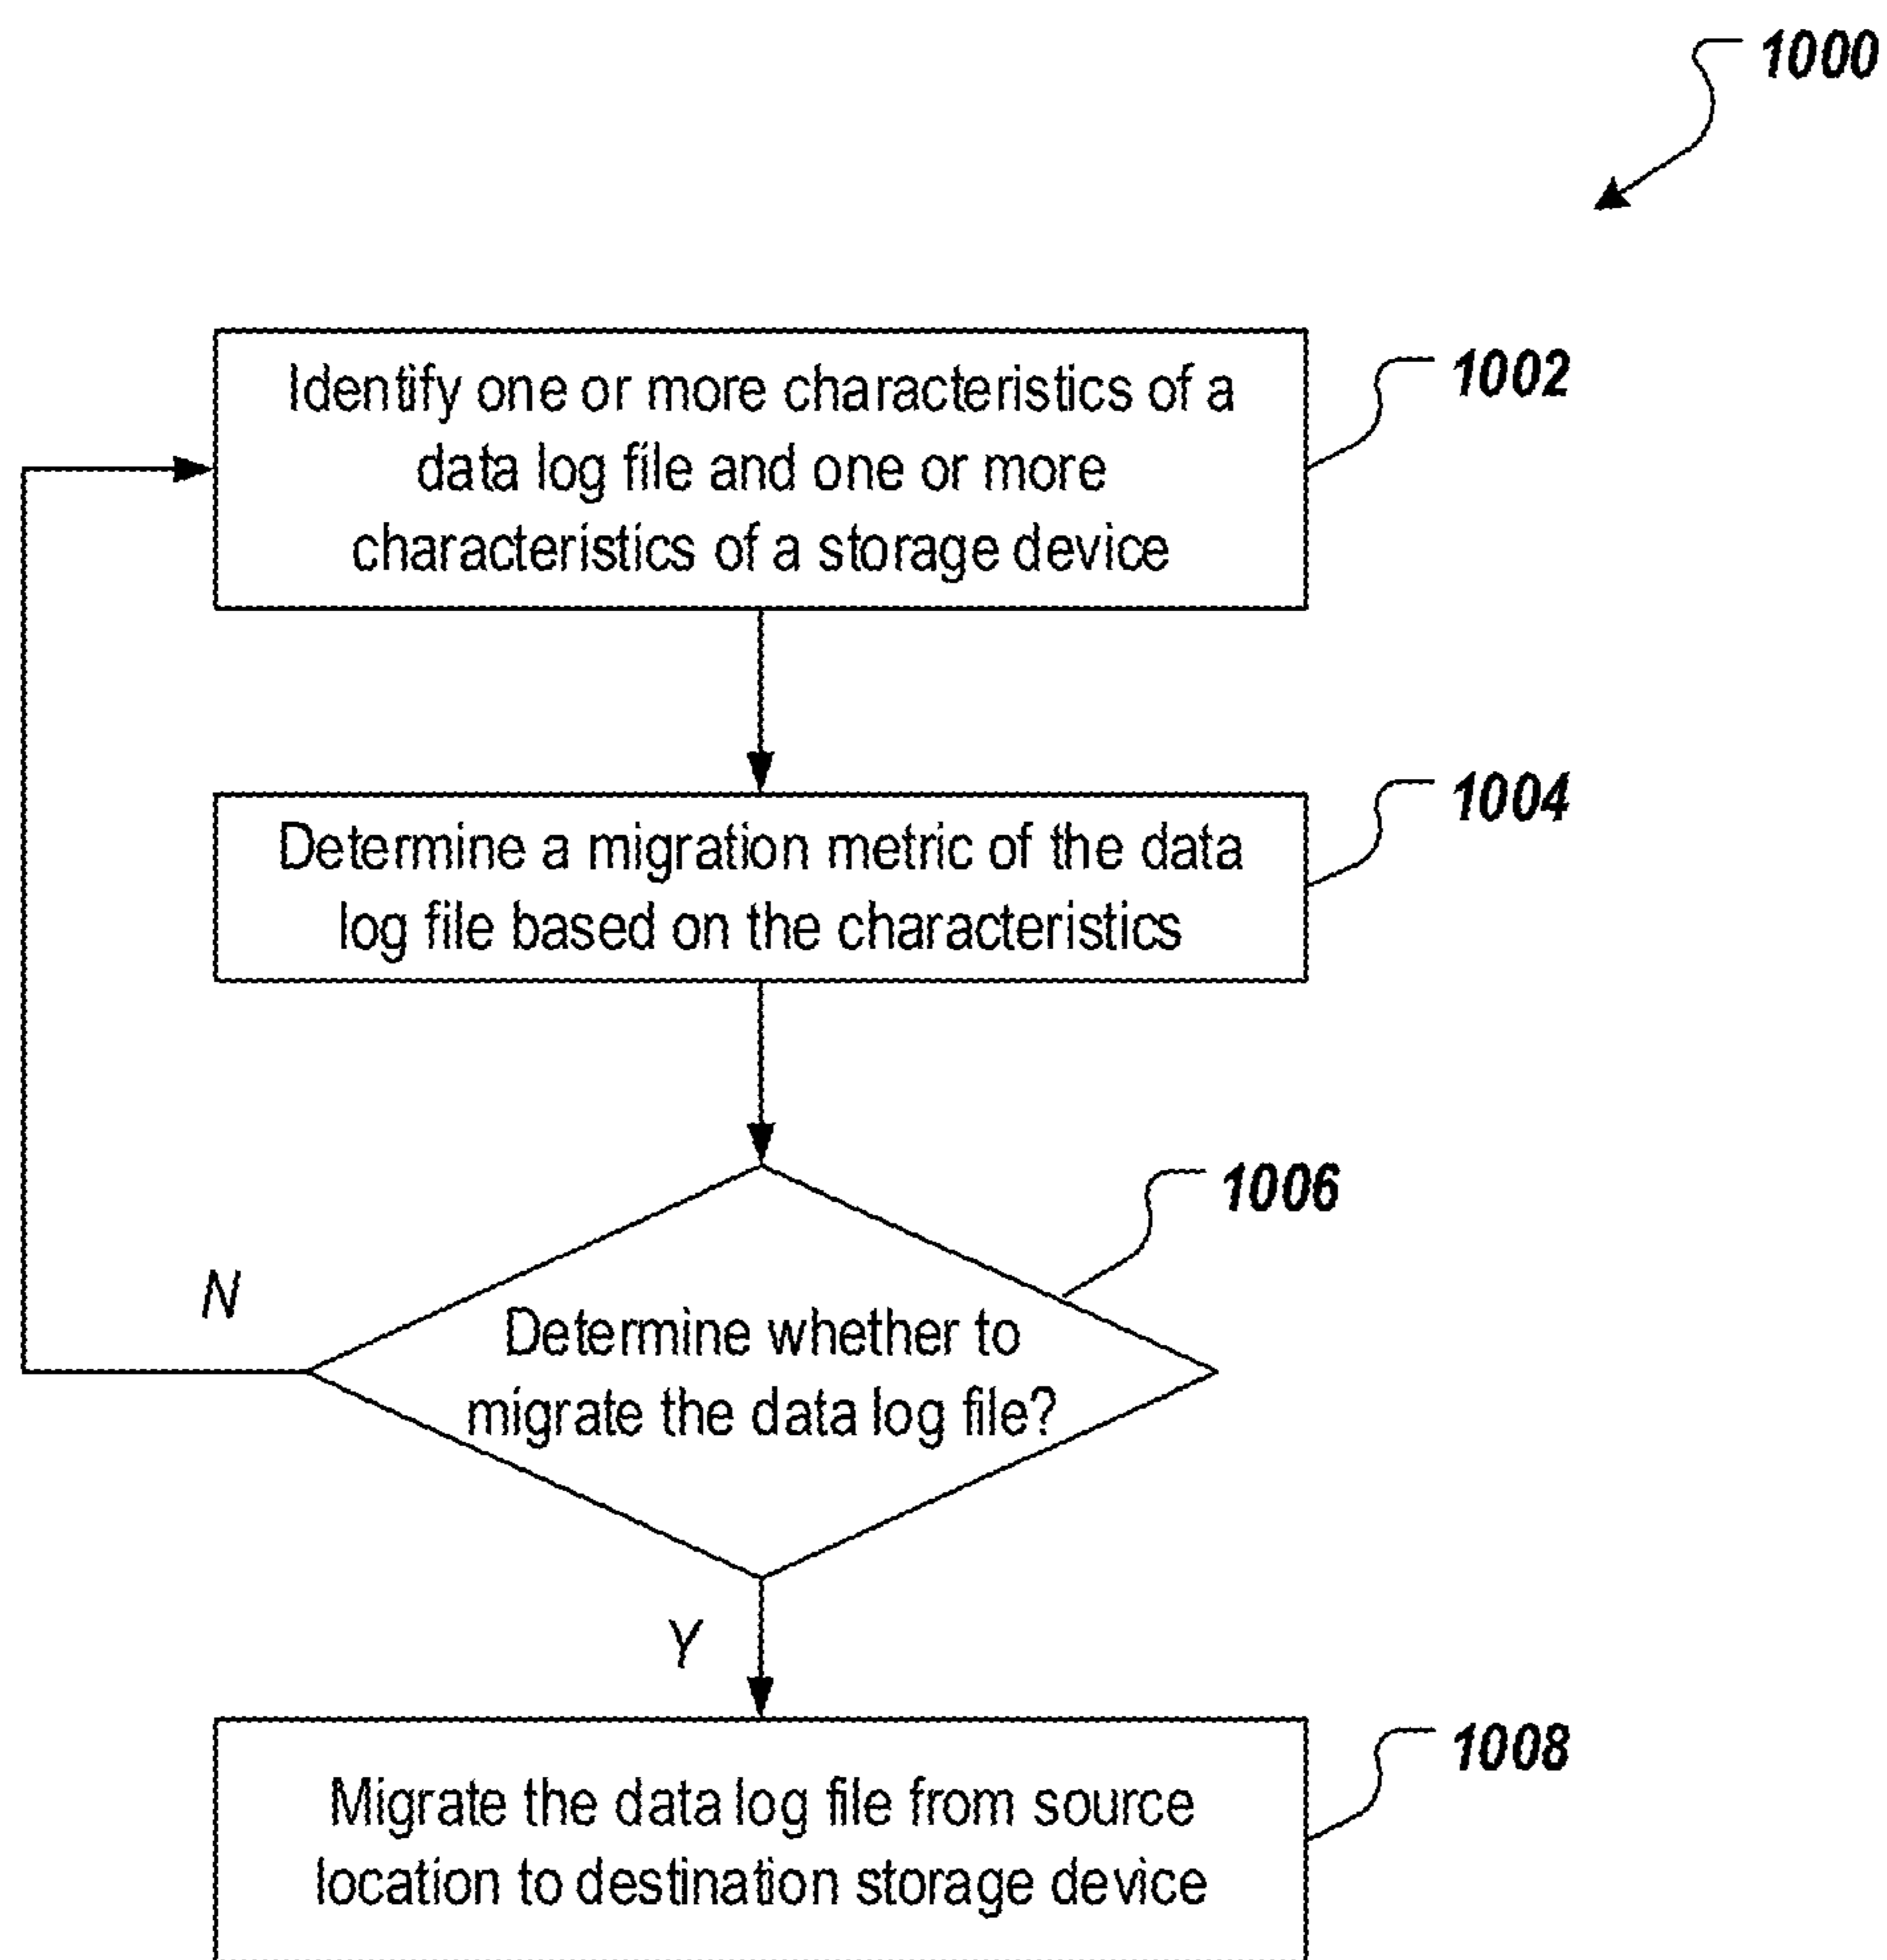 1000
Identify one or more characteristics of a
data log file and one or more
characteristics of a storage device
1002
Determine a migration metric of the data
log file based on the characteristics
1004
1006
N
Determine whether to
migrate the data log file?
Y
Migrate the data log file from source
location to destination storage device
1008